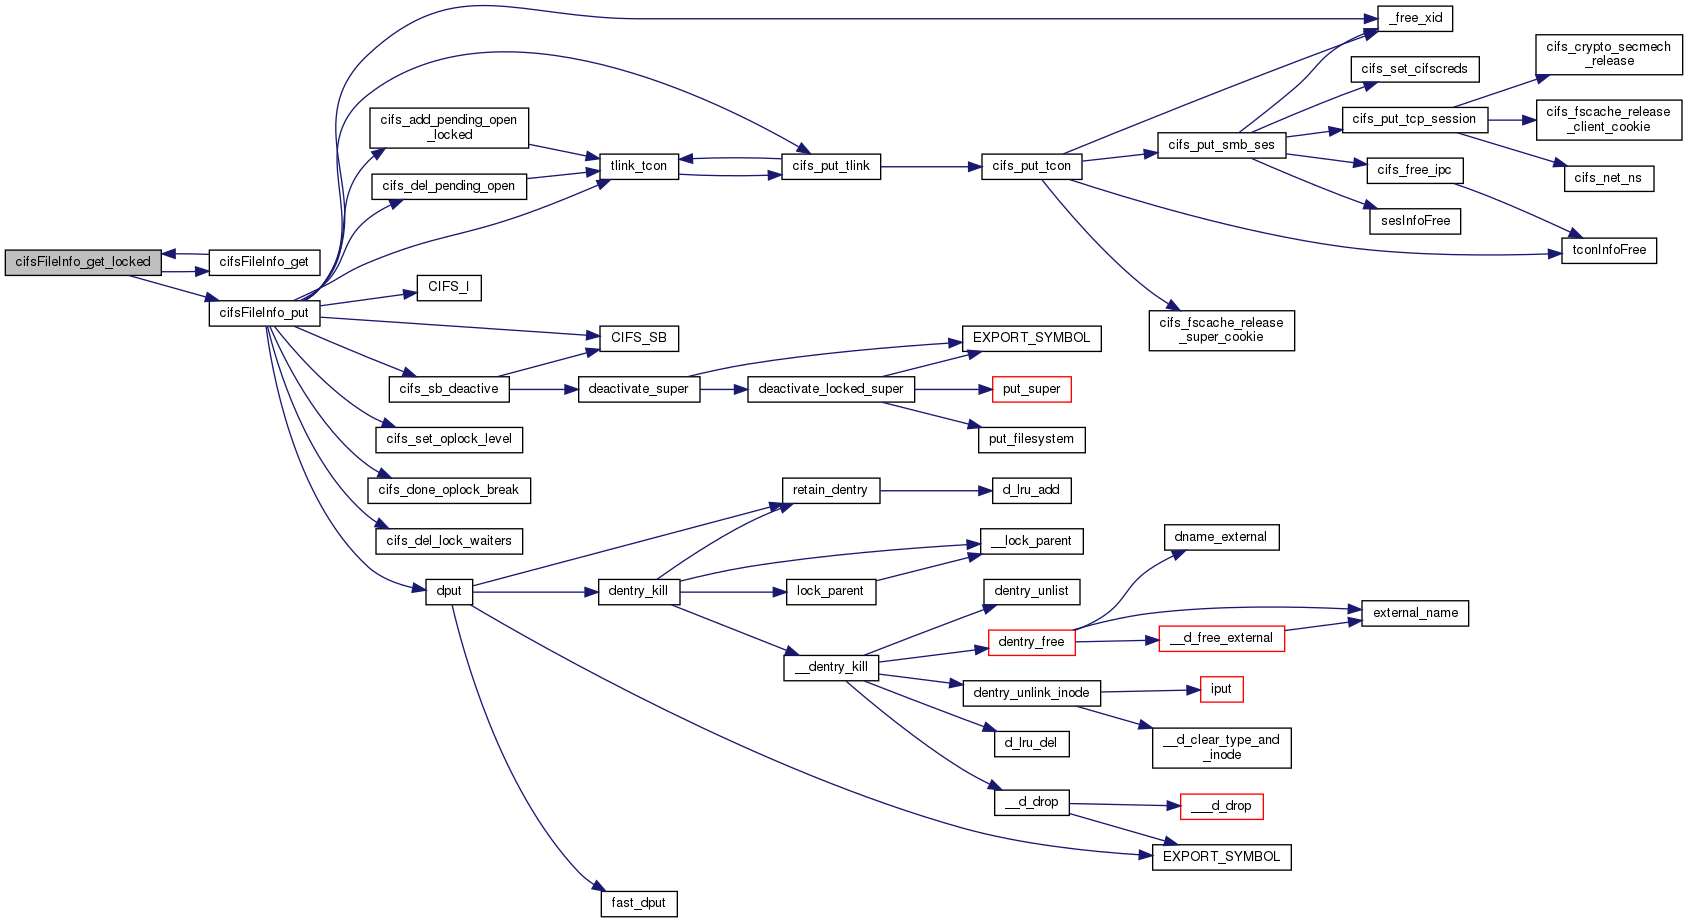 _free_xid
cifs_crypto_secmech
_release
cifs_set_cifscreds
cifs_add_pending_open
_locked
cifs_put_tcp_session
cifs_fscache_release
_client_cookie
cifs_put_smb_ses
tlink_tcon
cifs_put_tlink
cifs_put_tcon
cifs_free_ipc
cifs_net_ns
cifs_del_pending_open
sesInfoFree
tconInfoFree
cifsFileInfo_get_locked
cifsFileInfo_get
CIFS_I
cifsFileInfo_put
cifs_fscache_release
_super_cookie
CIFS_SB
EXPORT_SYMBOL
cifs_sb_deactive
deactivate_super
deactivate_locked_super
put_super
cifs_set_oplock_level
put_filesystem
cifs_done_oplock_break
retain_dentry
d_lru_add
cifs_del_lock_waiters
__lock_parent
dname_external
dput
dentry_kill
lock_parent
dentry_unlist
external_name
dentry_free
__d_free_external
__dentry_kill
dentry_unlink_inode
iput
d_lru_del
__d_clear_type_and
_inode
__d_drop
___d_drop
EXPORT_SYMBOL
fast_dput